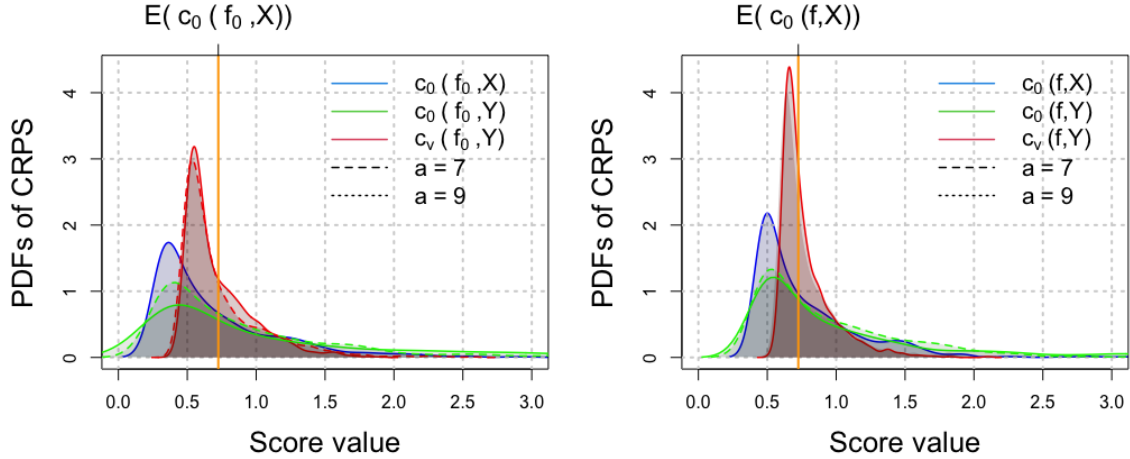 E( c₀ ( f₀ ,X))
PDFs of CRPS
4
3
2
1
0
c₀ ( f₀ ,X)
c₀ ( f₀ ,Y)
cᵥ ( f₀ ,Y)
a = 7
a = 9
0.0 0.5 1.0 1.5 2.0 2.5 3.0
Score value
E( c₀ (f,X))
PDFs of CRPS
4
3
2
1
0
c₀ (f,X)
c₀ (f,Y)
cᵥ (f,Y)
a = 7
a = 9
0.0 0.5 1.0 1.5 2.0 2.5 3.0
Score value